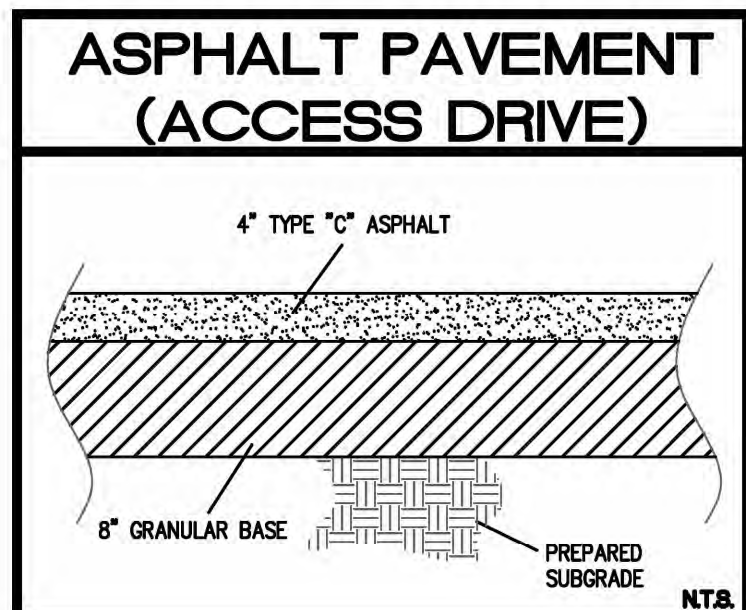 ASPHALT PAVEMENT
(ACCESS DRIVE)
4" TYPE "C" ASPHALT
8" GRANULAR BASE
PREPARED
SUBGRADE
N.T.S.